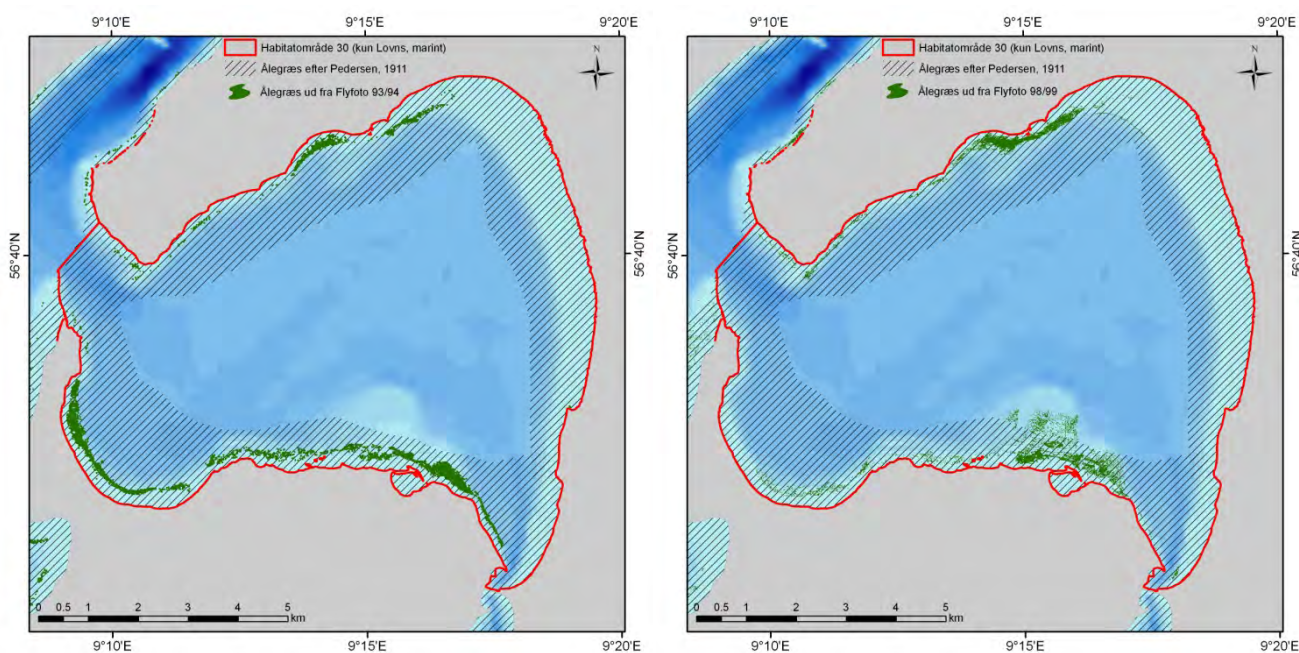 9°10'E 9°15'E 9°20'E
Habitatområde 30 (kun Lovns, marint)
Ålegræs efter Pedersen, 1911
Ålegræs ud fra Flyfoto 93/94
N
56°40'N
56°40'N
0 0.5 1 2 3 4 5
km
9°10'E 9°15'E 9°20'E
9°10'E 9°15'E 9°20'E
Habitatområde 30 (kun Lovns, marint)
Ålegræs efter Pedersen, 1911
Ålegræs ud fra Flyfoto 98/99
N
56°40'N
0 0.5 1 2 3 4 5
km
9°10'E 9°15'E 9°20'E